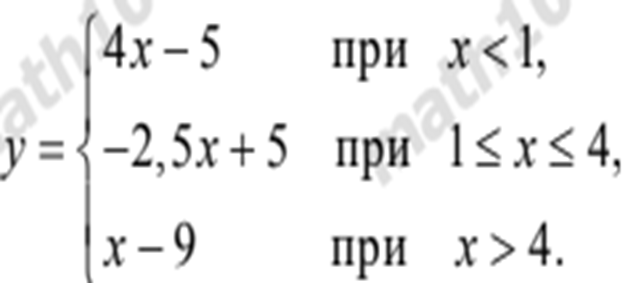 4x – 5 при x < 1,
y = { –2,5x + 5 при 1 ≤ x ≤ 4,
x – 9 при x > 4.